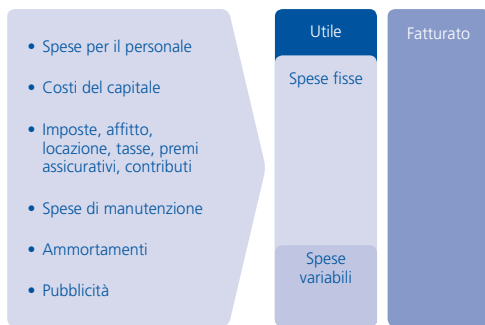 • Spese per il personale
• Costi del capitale
• Imposte, affitto,
locazione, tasse, premi
assicurativi, contributi
• Spese di manutenzione
• Ammortamenti
• Pubblicità
Utile
Spese fisse
Spese
variabili
Fatturato